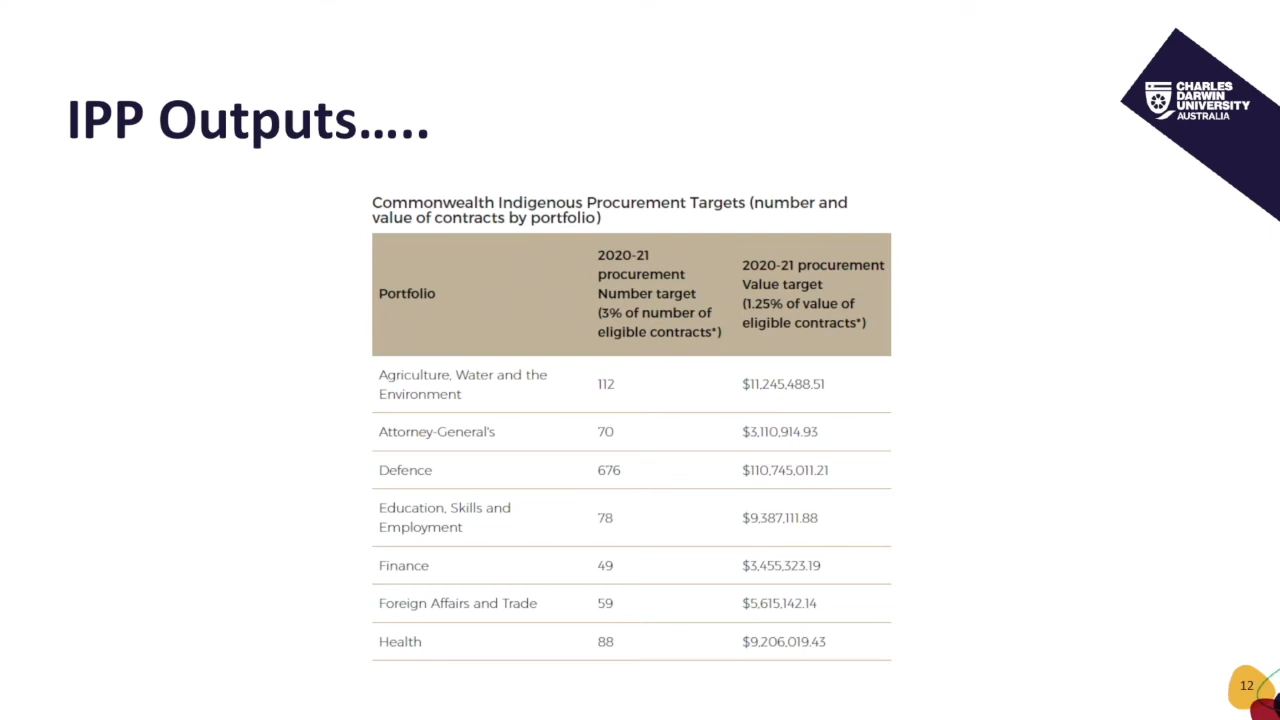 IPP Outputs…..
CHARLES
DARWIN
UNIVERSITY
AUSTRALIA
Commonwealth Indigenous Procurement Targets (number and
value of contracts by portfolio)
Portfolio
2020-21
procurement
Number target
(3% of number of
eligible contracts*)
2020-21 procurement
Value target
(1.25% of value of
eligible contracts*)
Agriculture, Water and the
Environment
112
$11,245,488.51
Attorney-General's
70
$3,110,914.93
Defence
676
$110,745,011.21
Education, Skills and
Employment
78
$9,387,111.88
Finance
49
$3,455,323.19
Foreign Affairs and Trade
59
$5,615,142.14
Health
88
$9,206,019.43
12